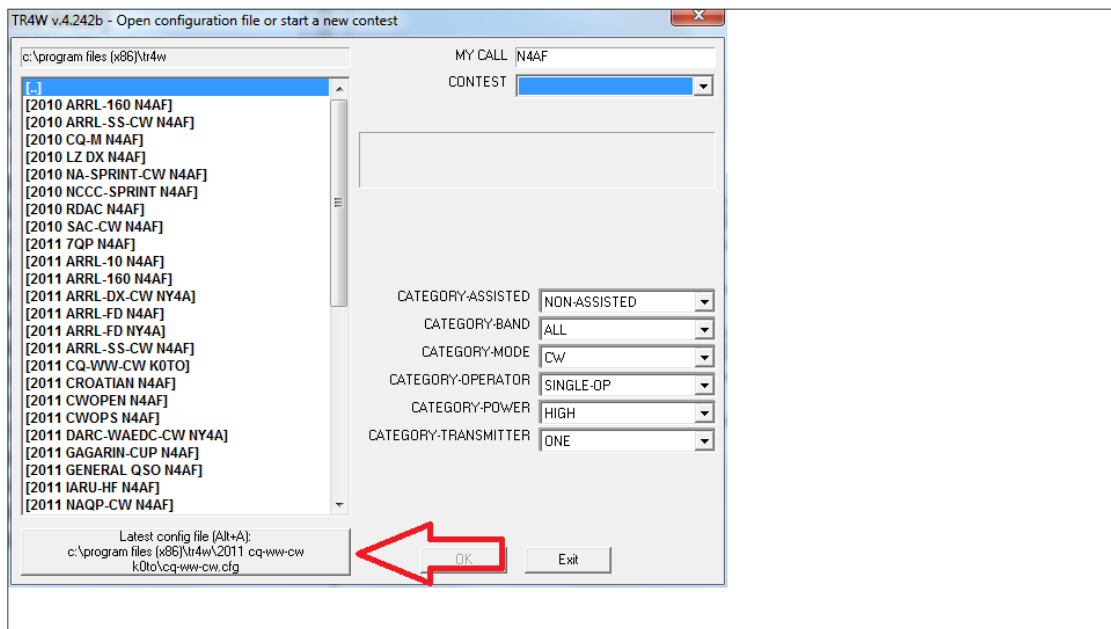 TR4W v.4.242b - Open configuration file or start a new contest
c:\program files (x86)\tr4w
[..]
[2010 ARRL-160 N4AF]
[2010 ARRL-SS-CW N4AF]
[2010 CQ-M N4AF]
[2010 LZ DX N4AF]
[2010 NA-SPRINT-CW N4AF]
[2010 NCCC-SPRINT N4AF]
[2010 RDAC N4AF]
[2010 SAC-CW N4AF]
[2011 7QP N4AF]
[2011 ARRL-10 N4AF]
[2011 ARRL-160 N4AF]
[2011 ARRL-DX-CW NY4A]
[2011 ARRL-FD N4AF]
[2011 ARRL-FD NY4A]
[2011 ARRL-SS-CW N4AF]
[2011 CQ-WW-CW K0TO]
[2011 CROATIAN N4AF]
[2011 CWOPEN N4AF]
[2011 CWOPS N4AF]
[2011 DARC-WAEDC-CW NY4A]
[2011 GAGARIN-CUP N4AF]
[2011 GENERAL QSO N4AF]
[2011 IARU-HF N4AF]
[2011 NAQP-CW N4AF]
Latest config file (Alt+A):
c:\program files (x86)\tr4w\2011 cq-ww-cw
k0to\cq-ww-cw.cfg
MY CALL N4AF
CONTEST
CATEGORY-ASSISTED NON-ASSISTED
CATEGORY-BAND ALL
CATEGORY-MODE CW
CATEGORY-OPERATOR SINGLE-OP
CATEGORY-POWER HIGH
CATEGORY-TRANSMITTER ONE
OK Exit